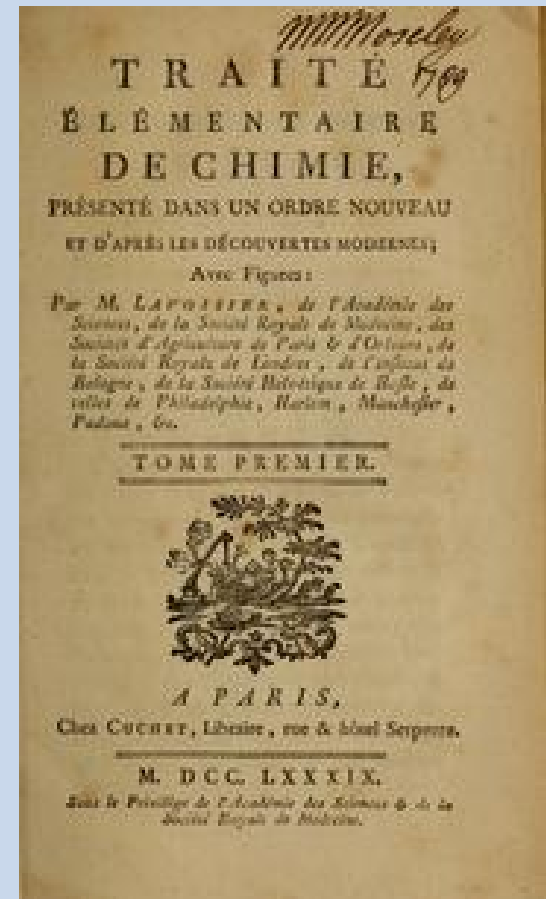 WWMoseley
1799
TRAITÉ
ÉLÉMENTAIRE
DE CHIMIE,
PRÉSENTÉ DANS UN ORDRE NOUVEAU
ET D'APRÈS LES DÉCOUVERTES MODERNES;
Avec Figures:
Par M. LAVOISIER, de l'Académie des
Sciences, de la Société Royale de Médecine, des
Sociétés d'Agriculture de Paris & d'Orléans, de
la Société Royale de Londres, de l'Institut de
Bologne, de la Société Helvétique de Basle, de
celles de Philadelphie, Harlem, Manchester,
Padoue, &c.
TOME PREMIER.
A PARIS,
Chez CUCHET, Libraire, rue & hôtel Serpente.
M. DCC. LXXXIX.
Sous le Privilège de l'Académie des Sciences & de la
Société Royale de Médecine.